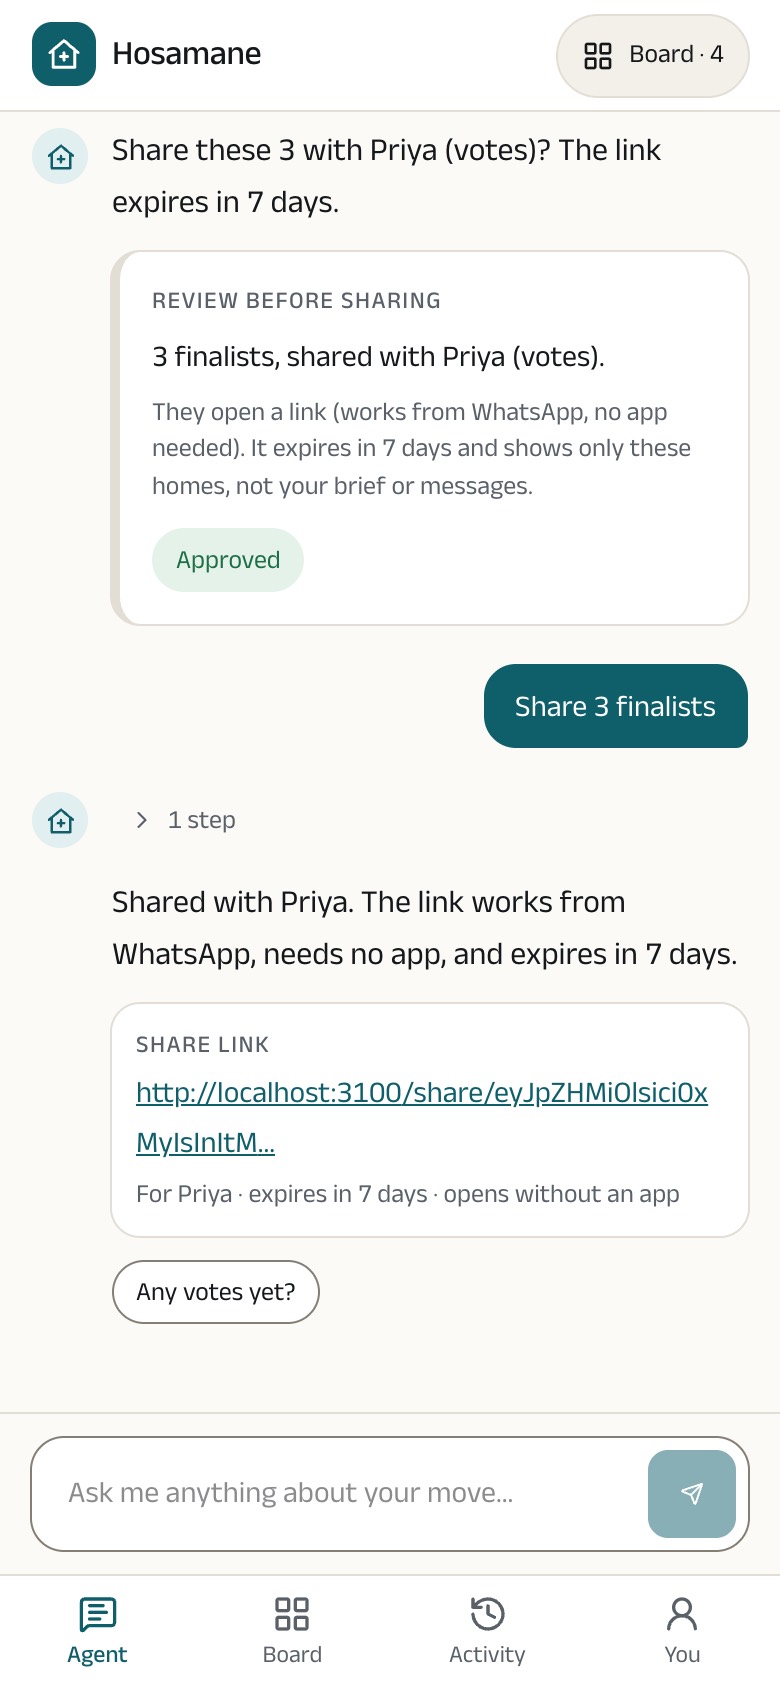 Hosamane
Board · 4
Share these 3 with Priya (votes)? The link
expires in 7 days.
REVIEW BEFORE SHARING
3 finalists, shared with Priya (votes).
They open a link (works from WhatsApp, no app
needed). It expires in 7 days and shows only these
homes, not your brief or messages.
Approved
Share 3 finalists
1 step
Shared with Priya. The link works from
WhatsApp, needs no app, and expires in 7 days.
SHARE LINK
http://localhost:3100/share/eyJpZHMiOlsici0x
MyIsInItM...
For Priya · expires in 7 days · opens without an app
Any votes yet?
Ask me anything about your move...
Agent
Board
Activity
You